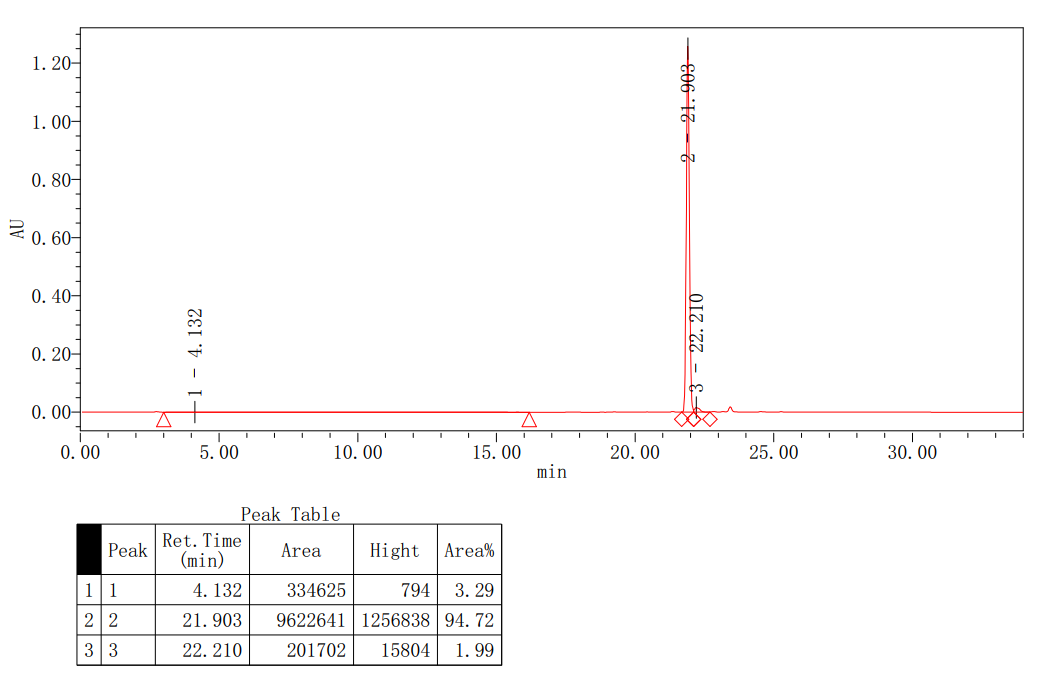 1.20
1.00
0.80
0.60
0.40
0.20
0.00
AU
1 - 4.132
2 - 21.903
3 - 22.210
0.00 5.00 10.00 15.00 20.00 25.00 30.00
min
Peak Table
Peak Ret.Time (min) Area Hight Area%
1 1 4.132 334625 794 3.29
2 2 21.903 9622641 1256838 94.72
3 3 22.210 201702 15804 1.99